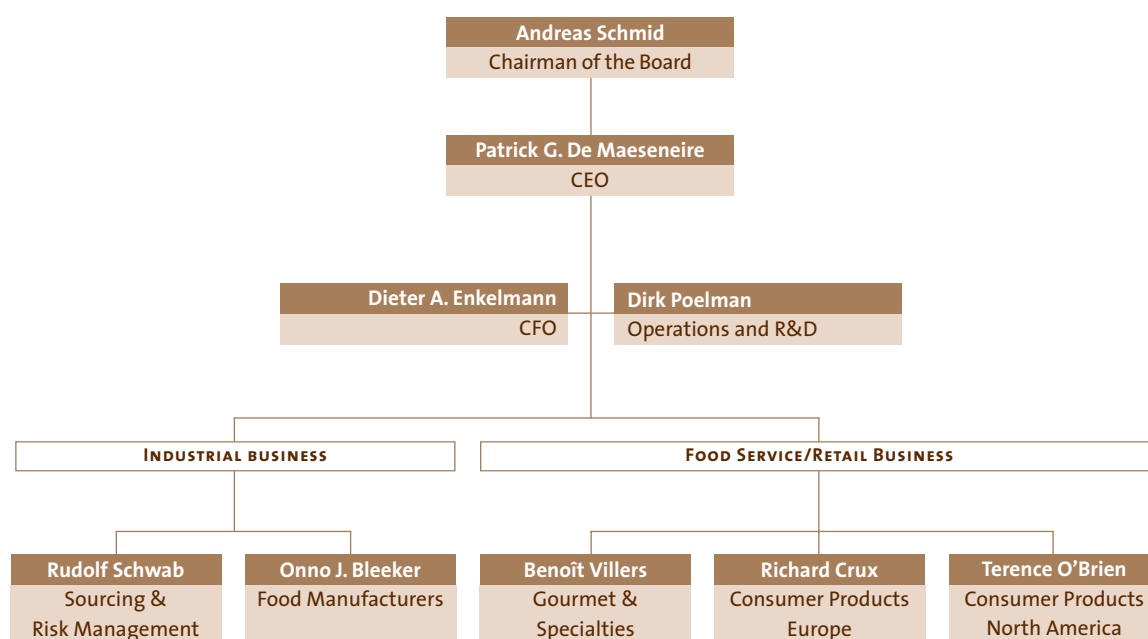 Andreas Schmid
Chairman of the Board
Patrick G. De Maeseneire
CEO
Dieter A. Enkelmann
CFO
Dirk Poelman
Operations and R&D
Industrial business
Food Service/Retail Business
Rudolf Schwab
Sourcing &
Risk Management
Onno J. Bleeker
Food Manufacturers
Benoît Villers
Gourmet &
Specialties
Richard Crux
Consumer Products
Europe
Terence O'Brien
Consumer Products
North America